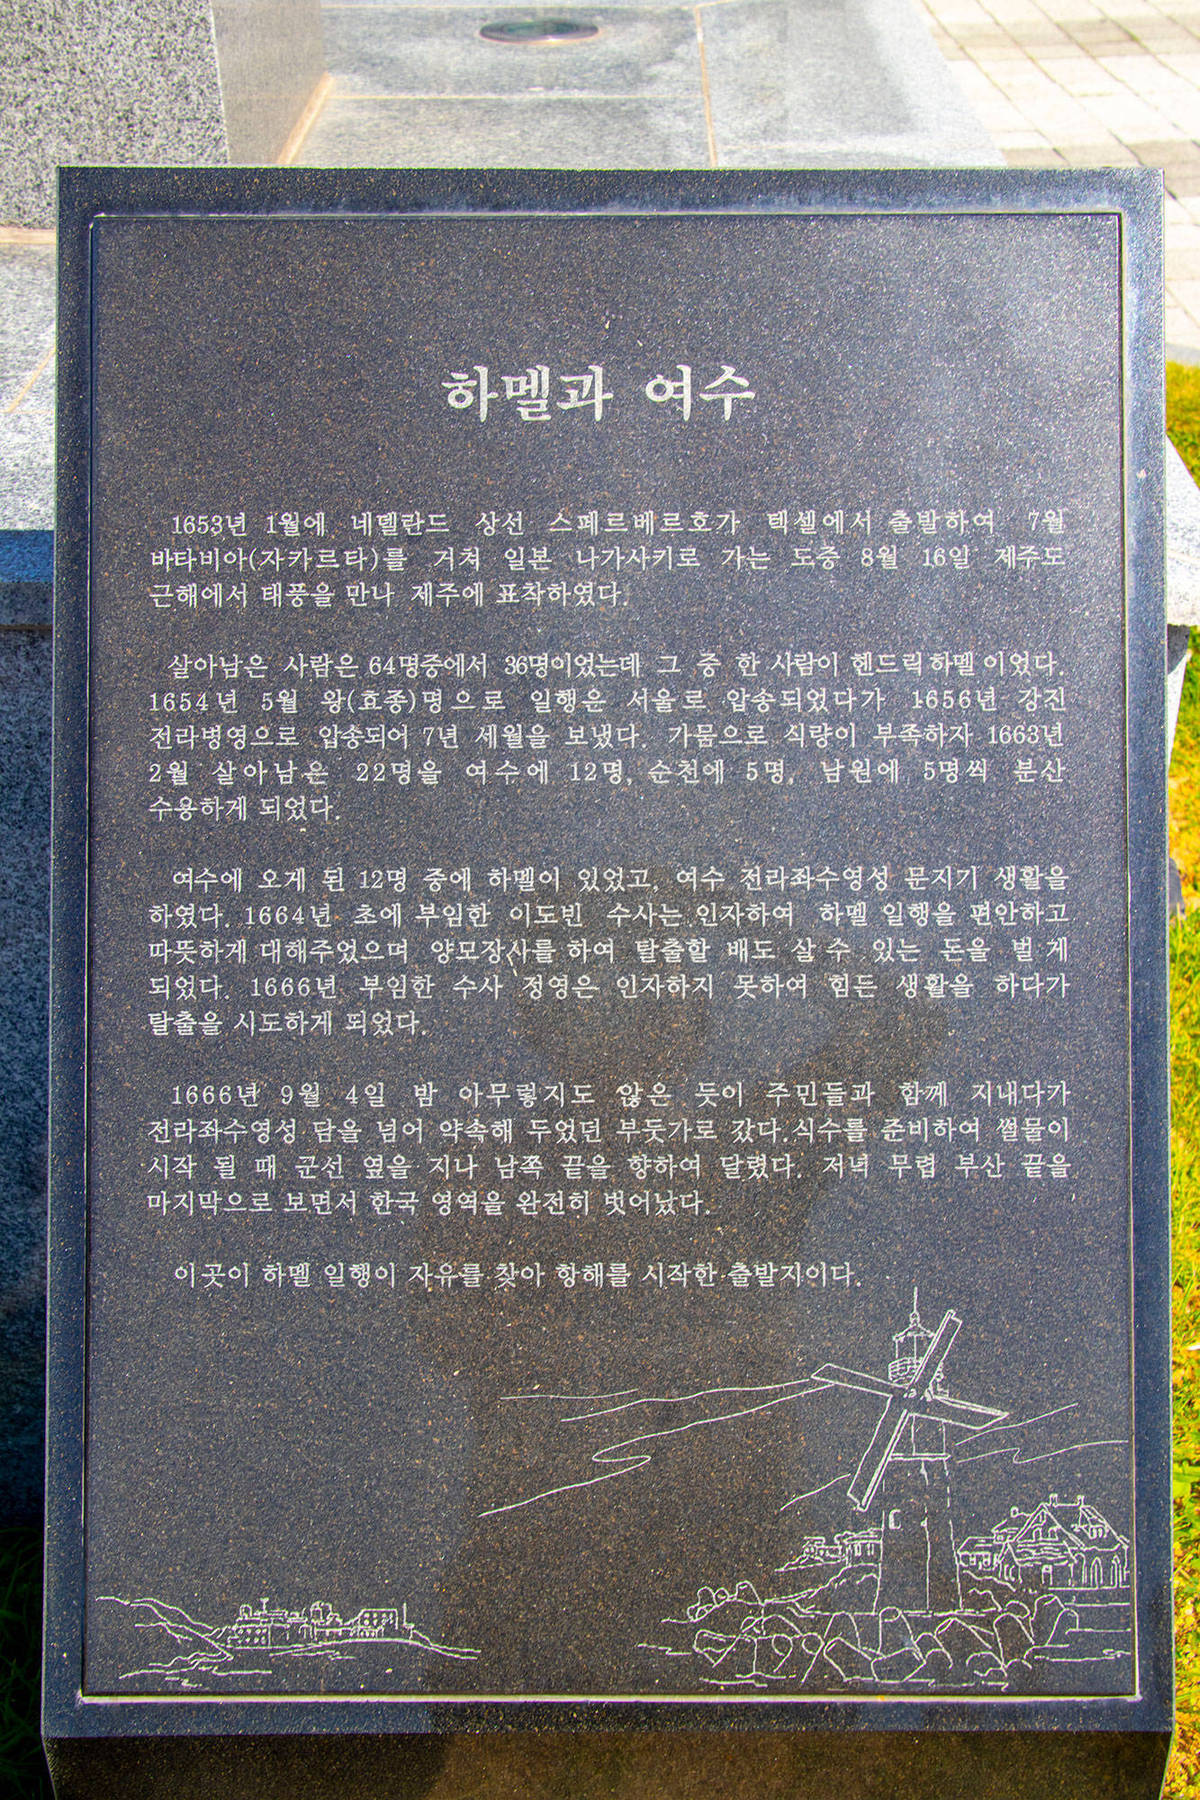 하멜과 여수
1653년 1월에 네델란드 상선 스페르베르호가 텍셀에서 출발하여 7월
바타비아(자카르타)를 거쳐 일본 나가사키로 가는 도중 8월 16일 제주도
근해에서 태풍을 만나 제주에 표착하였다.
살아남은 사람은 64명중에서 36명이었는데 그 중 한 사람이 헨드릭하멜 이었다.
1654년 5월 왕(효종)명으로 일행은 서울로 압송되었다가 1656년 강진
전라병영으로 압송되어 7년 세월을 보냈다. 가뭄으로 식량이 부족하자 1663년
2월 살아남은 22명을 여수에 12명, 순천에 5명, 남원에 5명씩 분산
수용하게 되었다.
여수에 오게 된 12명 중에 하멜이 있었고, 여수 전라좌수영성 문지기 생활을
하였다. 1664년 초에 부임한 이도빈 수사는 인자하여 하멜 일행을 편안하고
따뜻하게 대해주었으며 양모장사를 하여 탈출할 배도 살 수 있는 돈을 벌게
되었다. 1666년 부임한 수사 정영은 인자하지 못하여 힘든 생활을 하다가
탈출을 시도하게 되었다.
1666년 9월 4일 밤 아무렇지도 않은 듯이 주민들과 함께 지내다가
전라좌수영성 담을 넘어 약속해 두었던 부둣가로 갔다.식수를 준비하여 썰물이
시작 될 때 군선 옆을 지나 남쪽 끝을 향하여 달렸다. 저녁 무렵 부산 끝을
마지막으로 보면서 한국 영역을 완전히 벗어났다.
이곳이 하멜 일행이 자유를 찾아 항해를 시작한 출발지이다.